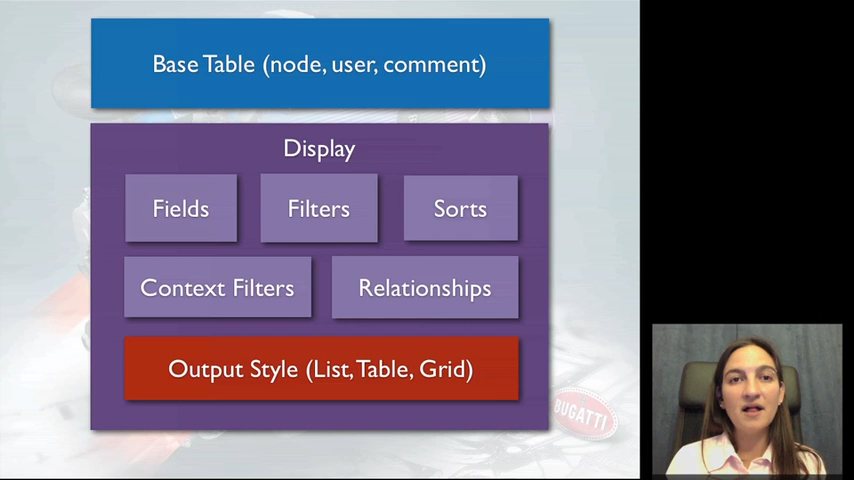 Base Table (node, user, comment)
Display
Fields
Filters
Sorts
Context Filters
Relationships
Output Style (List, Table, Grid)
BUGATTI